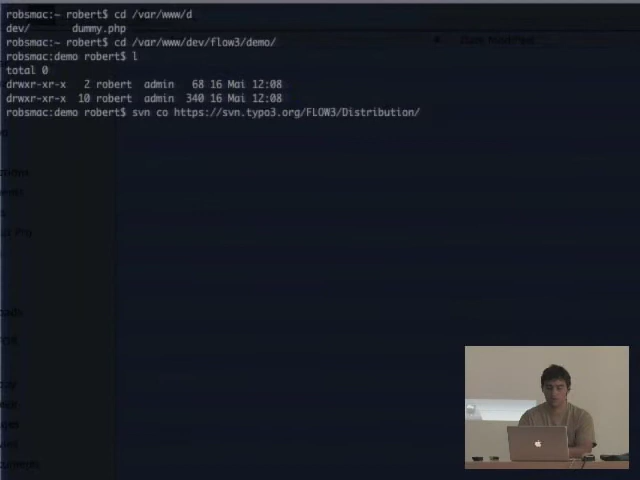 robsmac:~ robert$ cd /var/www/d
dev/ dummy.php
robsmac:~ robert$ cd /var/www/dev/flow3/demo/
robsmac:demo robert$ l
total 0
drwxr-xr-x 2 robert admin 68 16 Mai 12:08
drwxr-xr-x 10 robert admin 340 16 Mai 12:08
robsmac:demo robert$ svn co https://svn.typo3.org/FLOW3/Distribution/